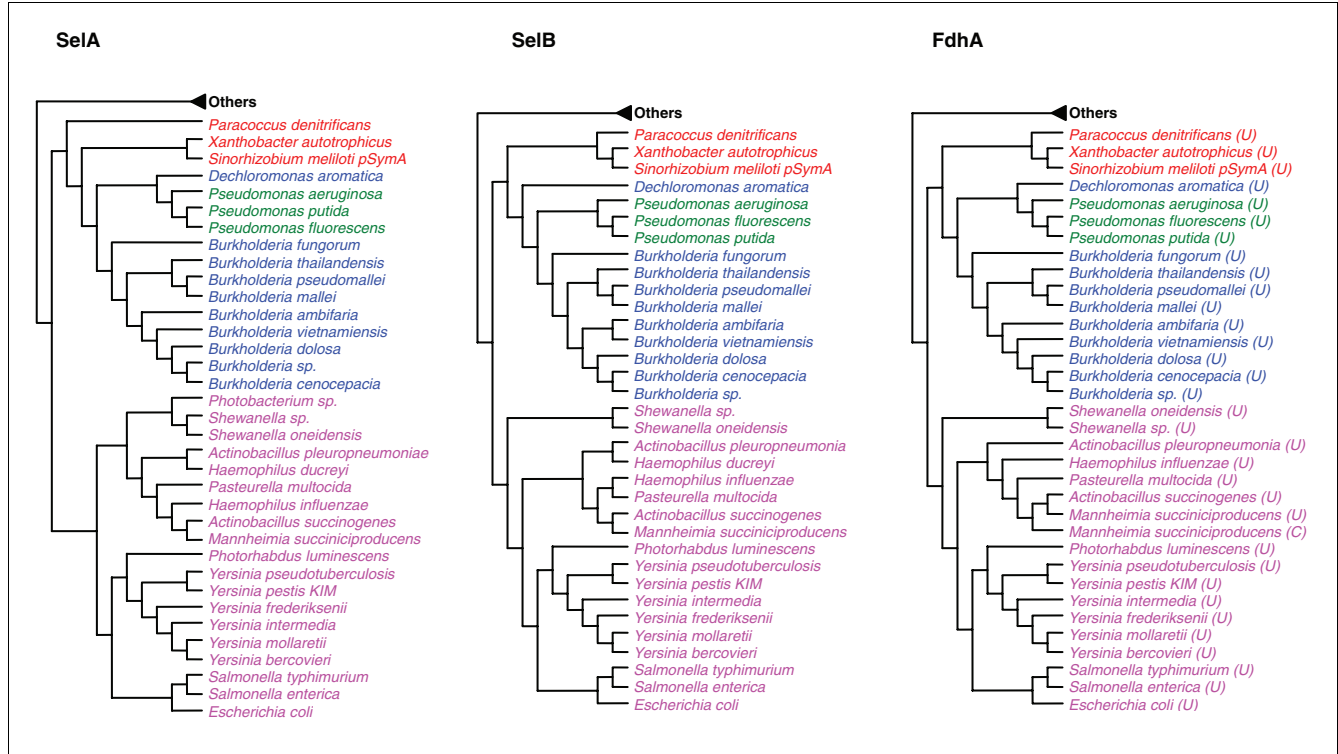 SelA
Others
Paracoccus denitrificans
Xanthobacter autotrophicus
Sinorhizobium meliloti pSymA
Dechloromonas aromatica
Pseudomonas aeruginosa
Pseudomonas putida
Pseudomonas fluorescens
Burkholderia fungorum
Burkholderia thailandensis
Burkholderia pseudomallei
Burkholderia mallei
Burkholderia ambifaria
Burkholderia vietnamiensis
Burkholderia dolosa
Burkholderia sp.
Burkholderia cenocepacia
Photobacterium sp.
Shewanella sp.
Shewanella oneidensis
Actinobacillus pleuropneumoniae
Haemophilus ducreyi
Pasteurella multocida
Haemophilus influenzae
Actinobacillus succinogenes
Mannheimia succiniciproducens
Photorhabdus luminescens
Yersinia pseudotuberculosis
Yersinia pestis KIM
Yersinia frederiksenii
Yersinia intermedia
Yersinia mollaretii
Yersinia bercovieri
Salmonella typhimurium
Salmonella enterica
Escherichia coli
SelB
Others
Paracoccus denitrificans
Xanthobacter autotrophicus
Sinorhizobium meliloti pSymA
Dechloromonas aromatica
Pseudomonas aeruginosa
Pseudomonas fluorescens
Pseudomonas putida
Burkholderia fungorum
Burkholderia thailandensis
Burkholderia pseudomallei
Burkholderia mallei
Burkholderia ambifaria
Burkholderia vietnamiensis
Burkholderia dolosa
Burkholderia cenocepacia
Burkholderia sp.
Shewanella sp.
Shewanella oneidensis
Actinobacillus pleuropneumonia
Haemophilus ducreyi
Haemophilus influenzae
Pasteurella multocida
Actinobacillus succinogenes
Mannheimia succiniciproducens
Photorhabdus luminescens
Yersinia pseudotuberculosis
Yersinia pestis KIM
Yersinia intermedia
Yersinia frederiksenii
Yersinia mollaretii
Yersinia bercovieri
Salmonella typhimurium
Salmonella enterica
Escherichia coli
FdhA
Others
Paracoccus denitrificans (U)
Xanthobacter autotrophicus (U)
Sinorhizobium meliloti pSymA (U)
Dechloromonas aromatica (U)
Pseudomonas aeruginosa (U)
Pseudomonas fluorescens (U)
Pseudomonas putida (U)
Burkholderia fungorum (U)
Burkholderia thailandensis (U)
Burkholderia pseudomallei (U)
Burkholderia mallei (U)
Burkholderia ambifaria (U)
Burkholderia vietnamiensis (U)
Burkholderia dolosa (U)
Burkholderia cenocepacia (U)
Burkholderia sp. (U)
Shewanella oneidensis (U)
Shewanella sp. (U)
Actinobacillus pleuropneumonia (U)
Haemophilus influenzae (U)
Pasteurella multocida (U)
Actinobacillus succinogenes (U)
Mannheimia succiniciproducens (U)
Mannheimia succiniciproducens (C)
Photorhabdus luminescens (U)
Yersinia pseudotuberculosis (U)
Yersinia pestis KIM (U)
Yersinia intermedia (U)
Yersinia frederiksenii (U)
Yersinia mollaretii (U)
Yersinia bercovieri (U)
Salmonella typhimurium (U)
Salmonella enterica (U)
Escherichia coli (U)